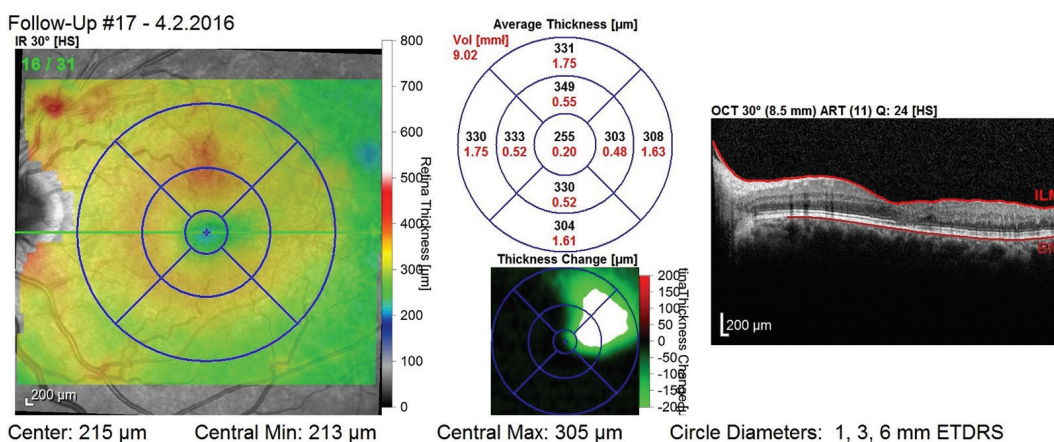 Follow-Up #17 - 4.2.2016
IR 30° [HS]
16 / 31
800
700
600
500
400
300
200
100
0
Retina Thickness [µm]
200 µm
Average Thickness [µm]
Vol [mm³]
9.02
331
1.75
349
0.55
330 333 255 303 308
1.75 0.52 0.20 0.48 1.63
330
0.52
304
1.61
Thickness Change [µm]
200
150
100
50
0
-50
-100
-150
-200
OCT 30° (8.5 mm) ART (11) Q: 24 [HS]
ILM
200 µm
Center: 215 µm Central Min: 213 µm Central Max: 305 µm Circle Diameters: 1, 3, 6 mm ETDRS